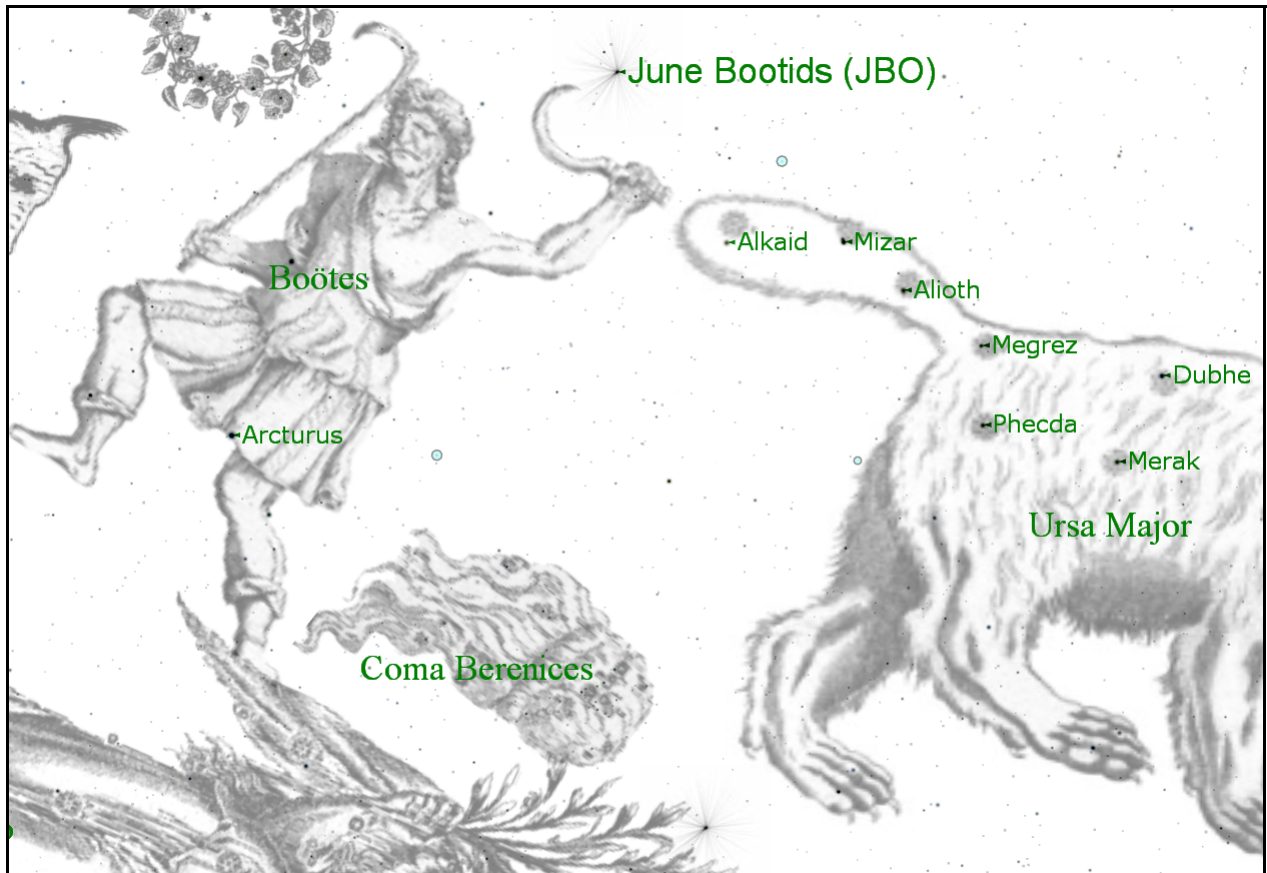 June Bootids (JBO)
Alkaid
Mizar
Boötes
Alioth
Megrez
Dubhe
Phecda
Arcturus
Merak
Ursa Major
Coma Berenices